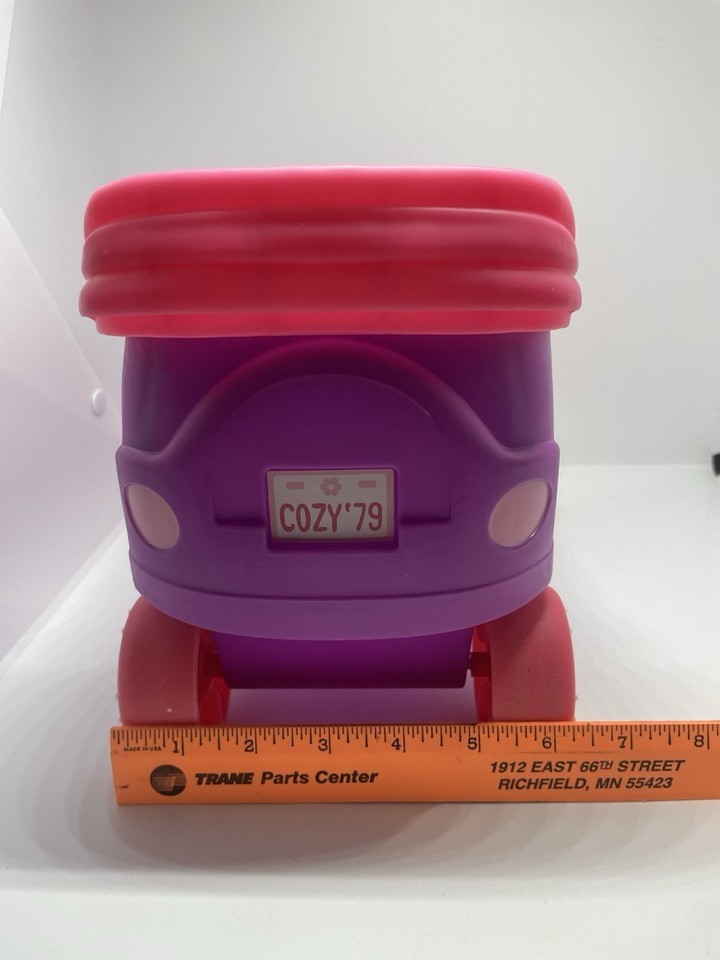 COZY'79
MADE IN USA 1 2 3 4 5 6 7 8
TRANE Parts Center
1912 EAST 66TH STREET
RICHFIELD, MN 55423